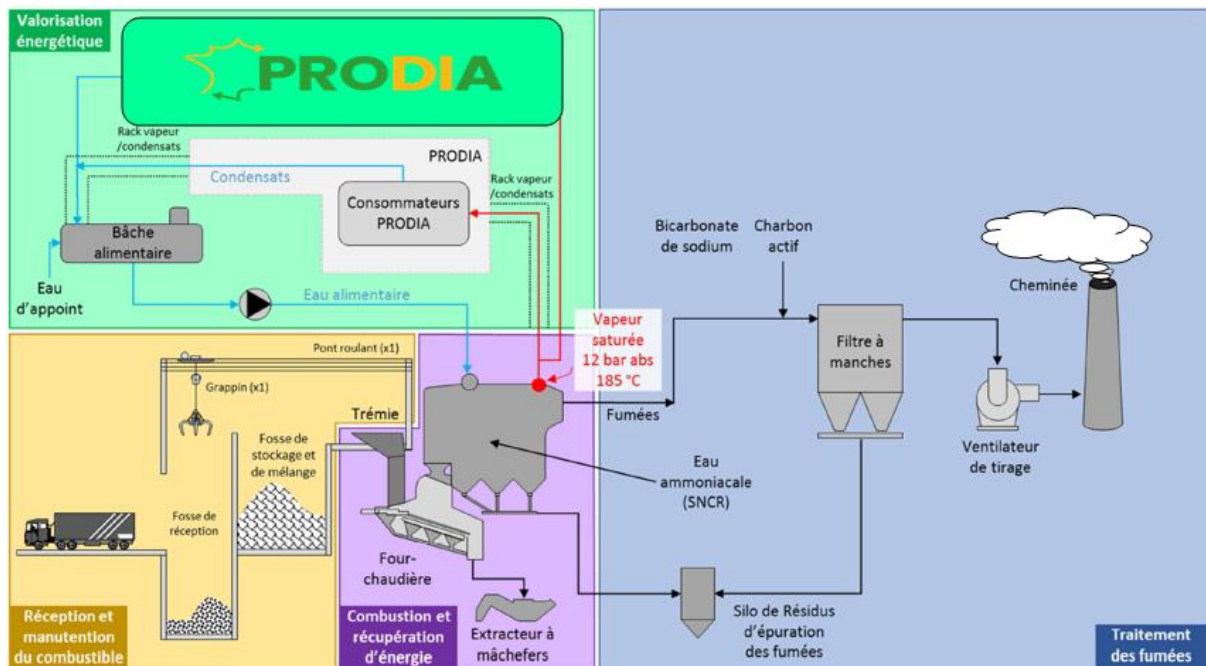 Valorisation
énergétique
PRODIA
Rack vapeur
/condensats
PRODIA
Condensats
Rack vapeur
/condensats
Consommateurs
PRODIA
Bâche
alimentaire
Eau
d'appoint
Eau alimentaire
Vapeur
saturée
12 bar abs
185 °C
Bicarbonate
de sodium
Charbon
actif
Cheminée
Filtre à
manches
Fumées
Ventilateur
de tirage
Eau
ammoniacale
(SNCR)
Silo de Résidus
d'épuration
des fumées
Traitement
des fumées
Pont roulant (x1)
Grappin (x1)
Trémie
Fosse de
stockage et
de mélange
Fosse de
réception
Réception et
manutention
du combustible
Four-
chaudière
Extracteur à
mâchefers
Combustion et
récupération
d'énergie